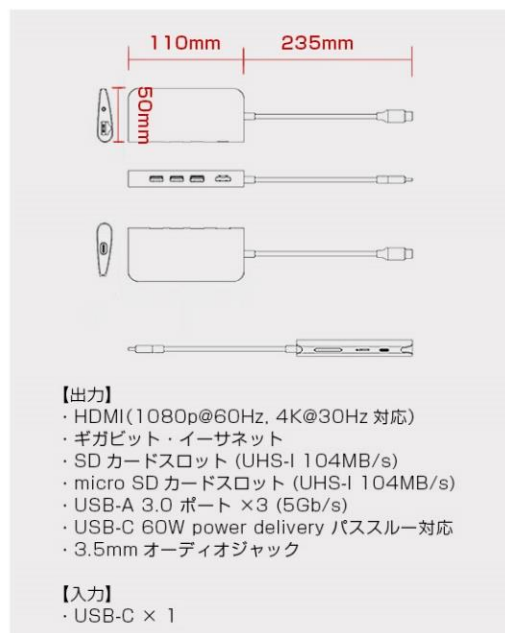 110mm
235mm
50mm
【出力】
・HDMI(1080p@60Hz, 4K@30Hz 対応)
・ギガビット・イーサネット
・SD カードスロット (UHS-I 104MB/s)
・micro SD カードスロット (UHS-I 104MB/s)
・USB-A 3.0 ポート ×3 (5Gb/s)
・USB-C 60W power delivery パススルー対応
・3.5mm オーディオジャック
【入力】
・USB-C × 1